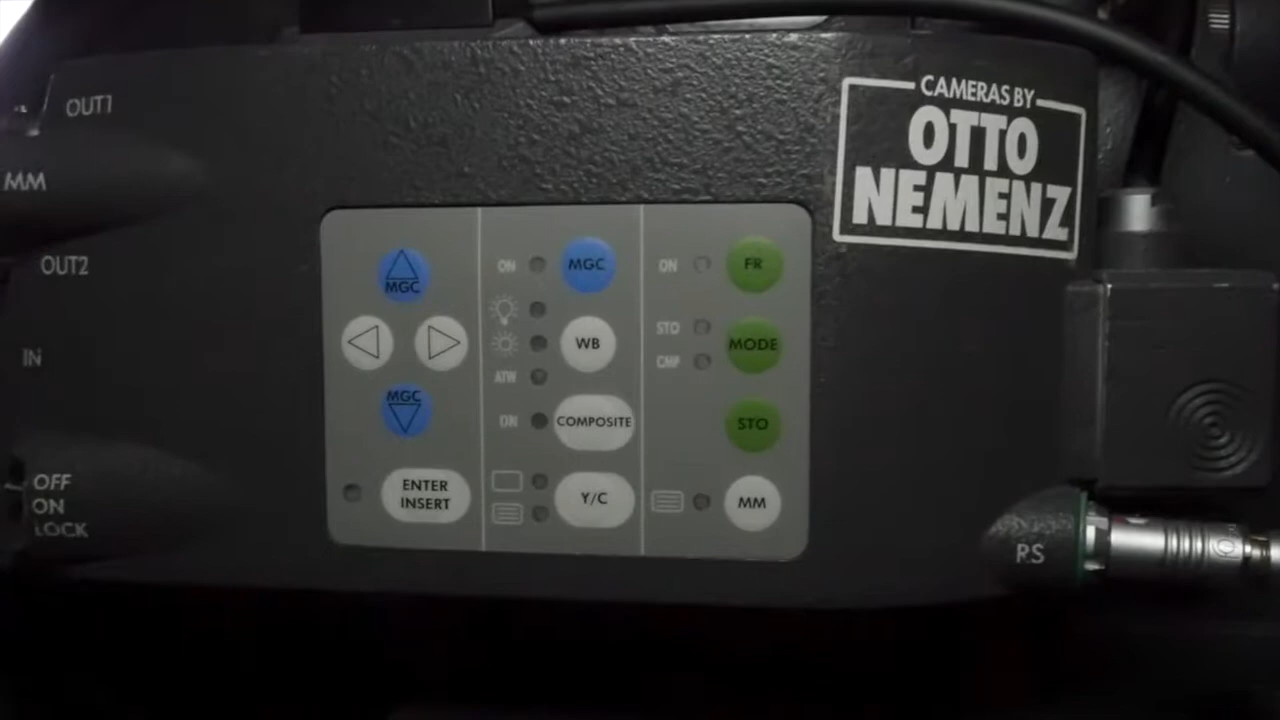 OUT1
MM
OUT2
IN
OFF
ON
LOCK
MGC
MGC
ENTER
INSERT
ON
MGC
WB
ATW
ON
COMPOSITE
Y/C
ON
FR
STO
CMP
MODE
STO
MM
CAMERAS BY
OTTO
NEMENZ
RS